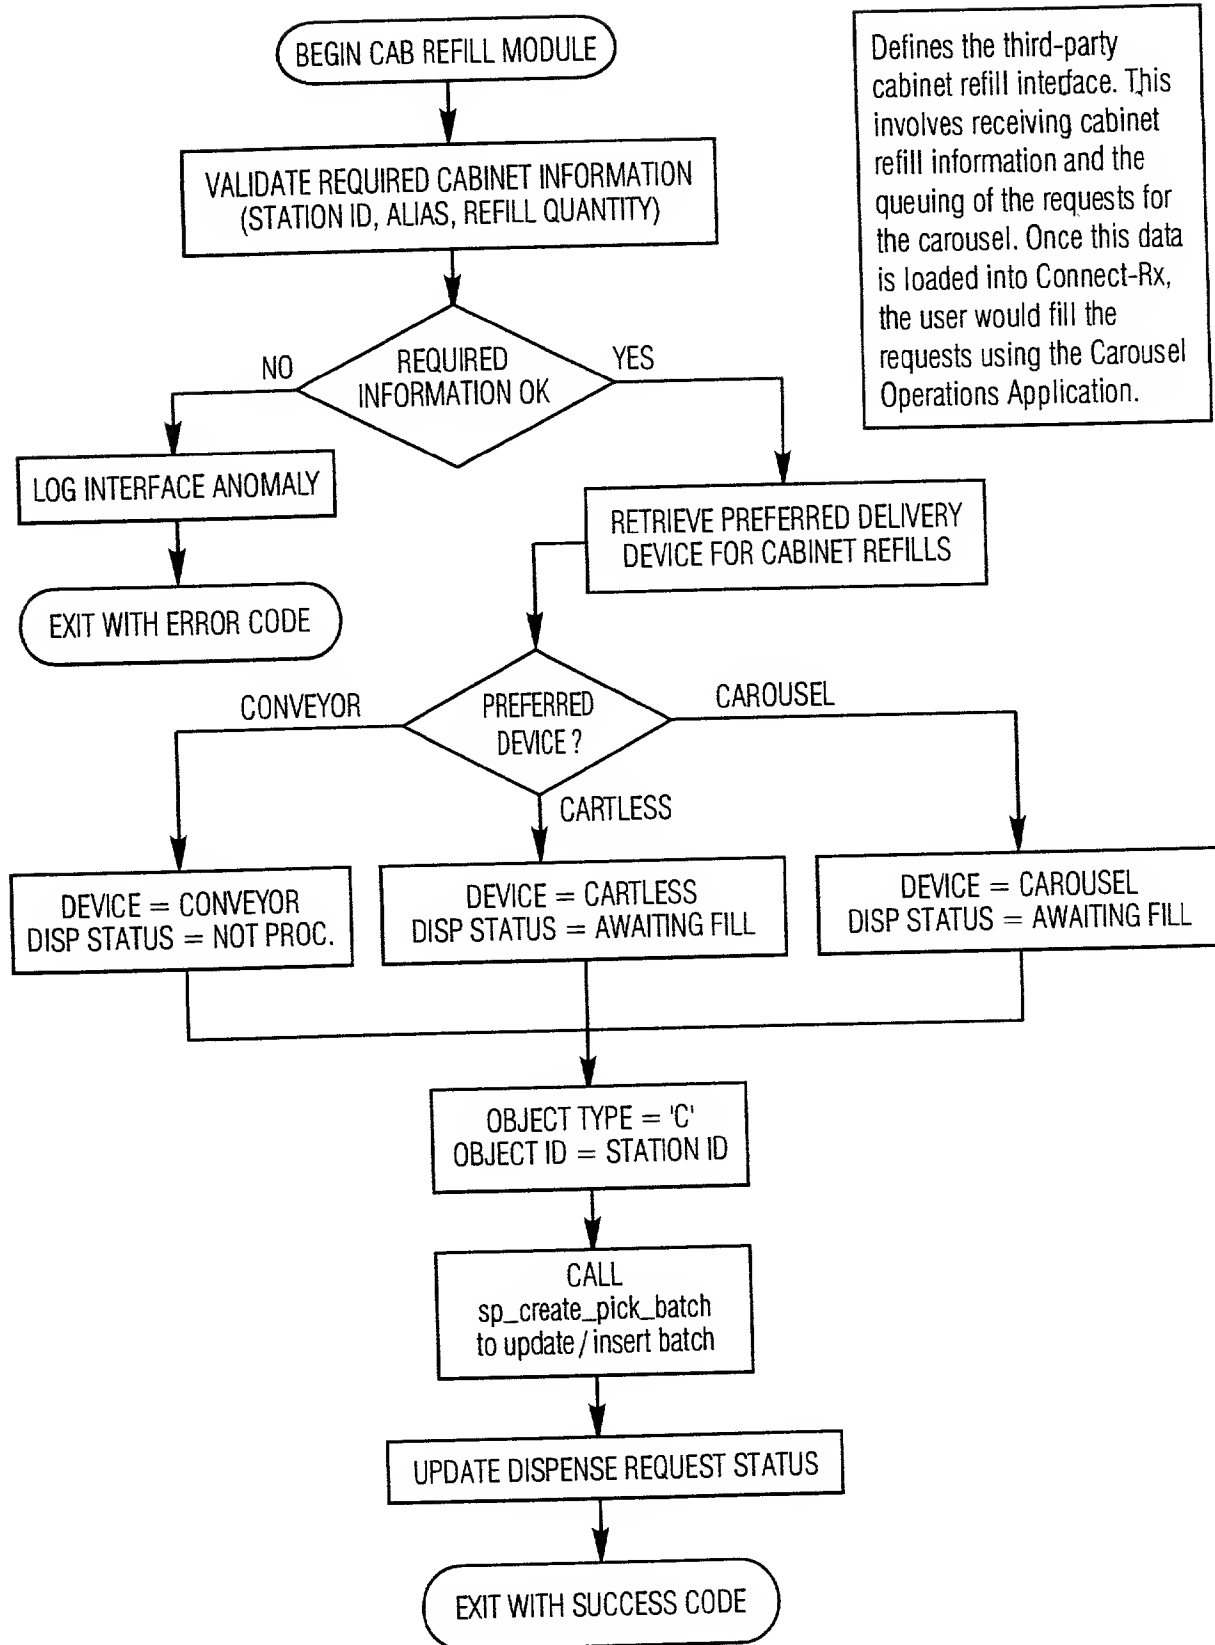 BEGIN CAB REFILL MODULE
Defines the third-party
cabinet refill interface. This
involves receiving cabinet
refill information and the
queuing of the requests for
the carousel. Once this data
is loaded into Connect-Rx,
the user would fill the
requests using the Carousel
Operations Application.
VALIDATE REQUIRED CABINET INFORMATION
(STATION ID, ALIAS, REFILL QUANTITY)
REQUIRED
INFORMATION OK
NO
YES
LOG INTERFACE ANOMALY
EXIT WITH ERROR CODE
RETRIEVE PREFERRED DELIVERY
DEVICE FOR CABINET REFILLS
PREFERRED
DEVICE ?
CONVEYOR
CAROUSEL
CARTLESS
DEVICE = CONVEYOR
DISP STATUS = NOT PROC.
DEVICE = CARTLESS
DISP STATUS = AWAITING FILL
DEVICE = CAROUSEL
DISP STATUS = AWAITING FILL
OBJECT TYPE = 'C'
OBJECT ID = STATION ID
CALL
sp_create_pick_batch
to update / insert batch
UPDATE DISPENSE REQUEST STATUS
EXIT WITH SUCCESS CODE